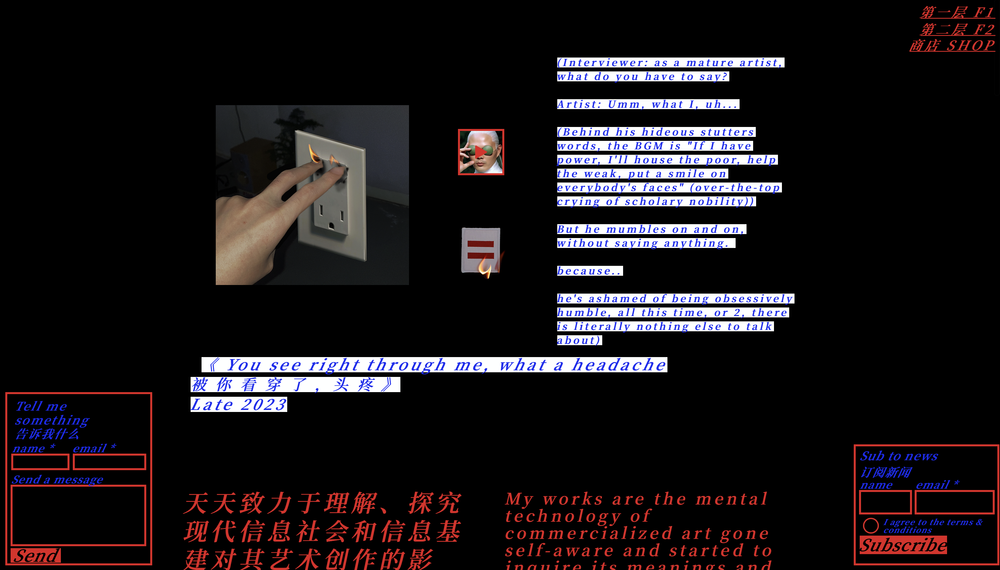 第一层 F1
第二层 F2
商店 SHOP
(Interviewer: as a mature artist,
what do you have to say?
Artist: Umm, what I, uh...
(Behind his hideous stutters
words, the BGM is "If I have
power, I'll house the poor, help
the weak, put a smile on
everybody's faces" (over-the-top
crying of scholary nobility))
But he mumbles on and on,
without saying anything.
because..
he's ashamed of being obsessively
humble, all this time, or 2, there
is literally nothing else to talk
about)
《 You see right through me, what a headache
被你看穿了，头疼》
Late 2023
Tell me
something
告诉我什么
name * email *
Send a message
Send
天天致力于理解、探究
现代信息社会和信息基
建对其艺术创作的影
My works are the mental
technology of
commercialized art gone
self-aware and started to
inquire its meanings and
Sub to news
订阅新闻
name email *
I agree to the terms &
conditions
Subscribe